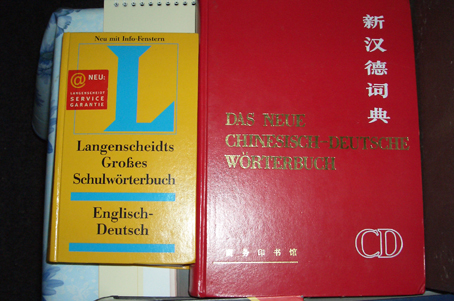 Neu mit Info-Fenstern
@ NEU:
LANGENSCHEIDT
SERVICE
GARANTIE
L
Langenscheidts
Großes
Schulwörterbuch
Englisch-
Deutsch
新汉德词典
DAS NEUE
CHINESISCH-DEUTSCHE
WÖRTERBUCH
商务印书馆
CD